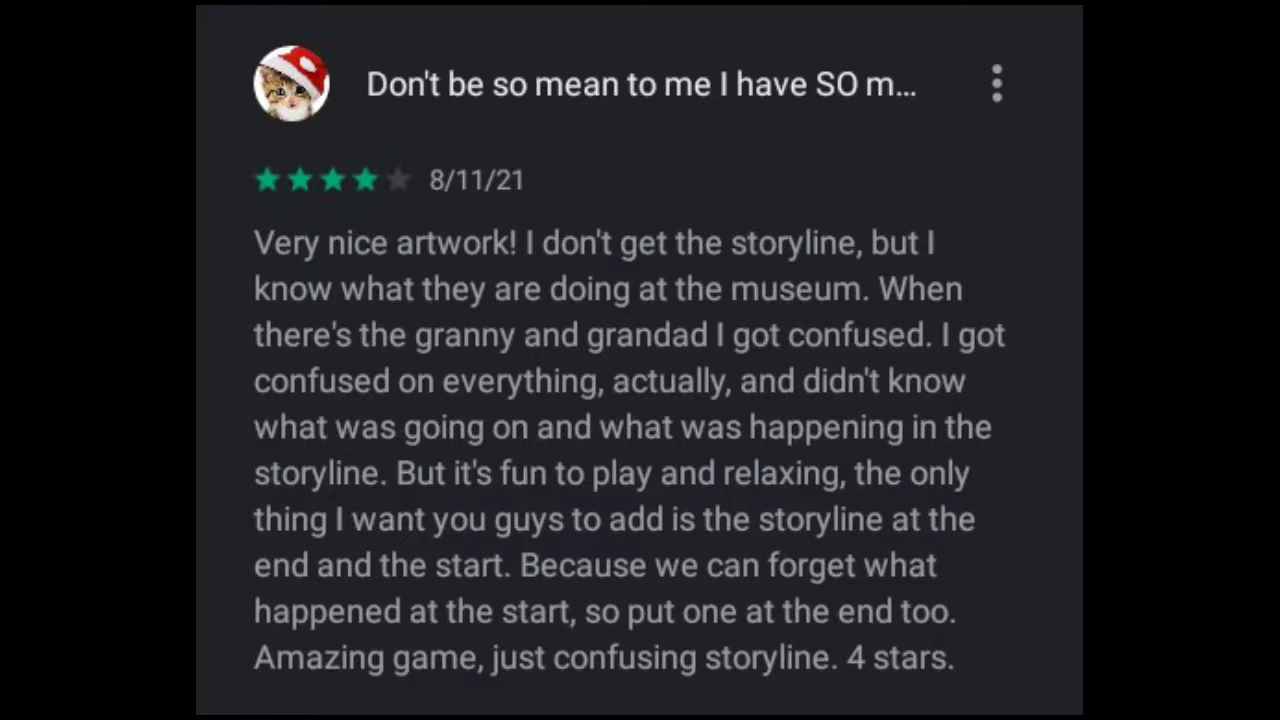 Don't be so mean to me I have SO m...
8/11/21
Very nice artwork! I don't get the storyline, but I
know what they are doing at the museum. When
there's the granny and grandad I got confused. I got
confused on everything, actually, and didn't know
what was going on and what was happening in the
storyline. But it's fun to play and relaxing, the only
thing I want you guys to add is the storyline at the
end and the start. Because we can forget what
happened at the start, so put one at the end too.
Amazing game, just confusing storyline. 4 stars.